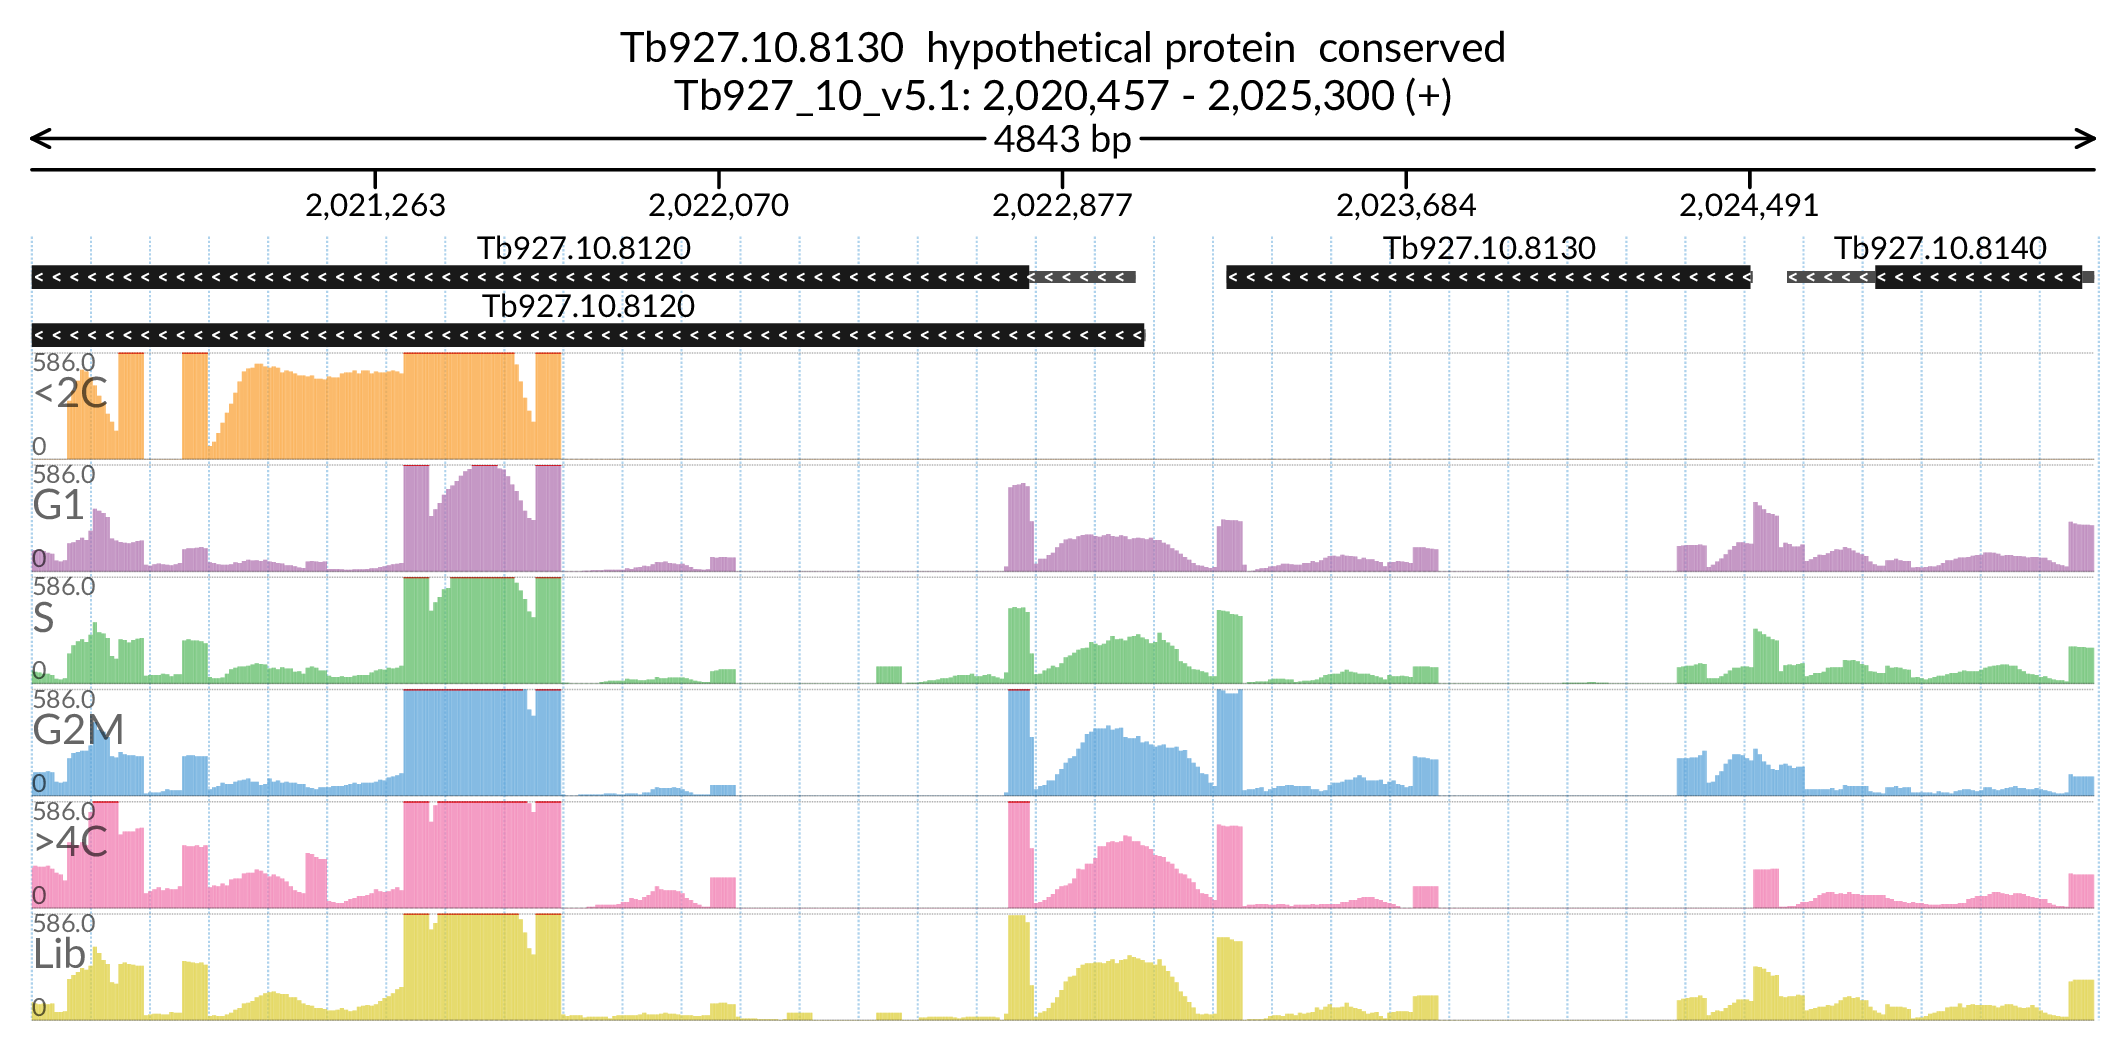 Tb927.10.8130  hypothetical protein  conserved
Tb927_10_v5.1: 2,020,457 - 2,025,300 (+)
4843 bp
2,021,263 2,022,070 2,022,877 2,023,684 2,024,491
Tb927.10.8120 Tb927.10.8130 Tb927.10.8140
Tb927.10.8120
586.0
<2C
0
586.0
G1
0
586.0
S
0
586.0
G2M
0
586.0
>4C
0
586.0
Lib
0